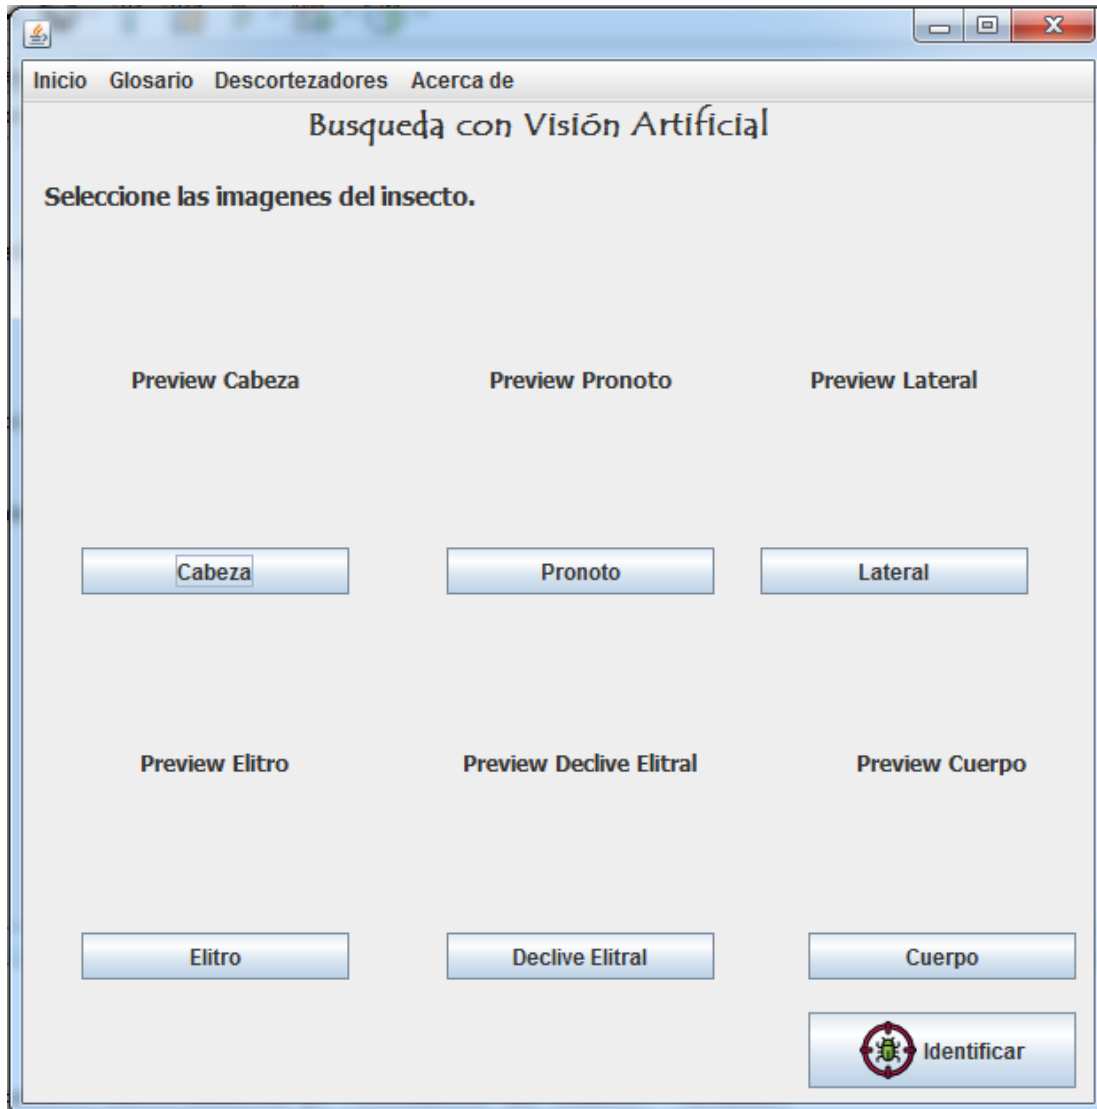 Inicio Glosario Descortezadores Acerca de
Busqueda con Visión Artificial
Seleccione las imagenes del insecto.
Preview Cabeza Preview Pronoto Preview Lateral
Cabeza Pronoto Lateral
Preview Elitro Preview Declive Elitral Preview Cuerpo
Elitro Declive Elitral Cuerpo
Identificar